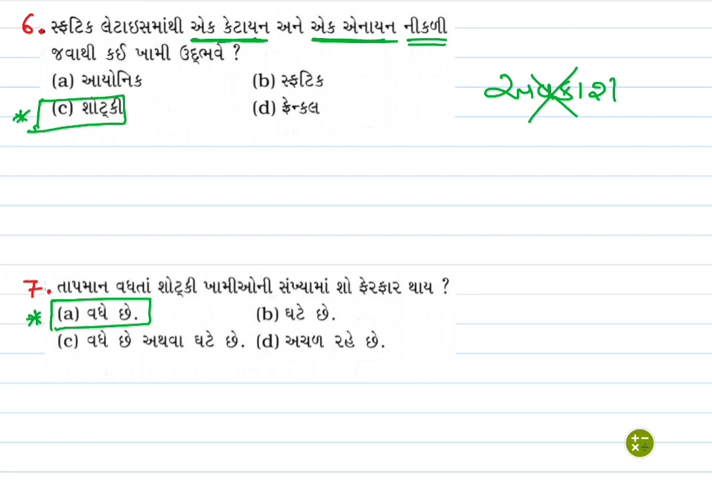 6. સ્ફટિક લેટાઇસમાંથી એક કેટાયન અને એક એનાયન નીકળી
જવાથી કઈ ખામી ઉદ્ભવે ?
(a) આયોનિક (b) સ્ફટિક
(c) શોટ્કી (d) ફ્રેન્કલ
અવકાશ
7. તાપમાન વધતાં શોટ્કી ખામીઓની સંખ્યામાં શો ફેરફાર થાય ?
(a) વધે છે. (b) ઘટે છે.
(c) વધે છે અથવા ઘટે છે. (d) અચળ રહે છે.